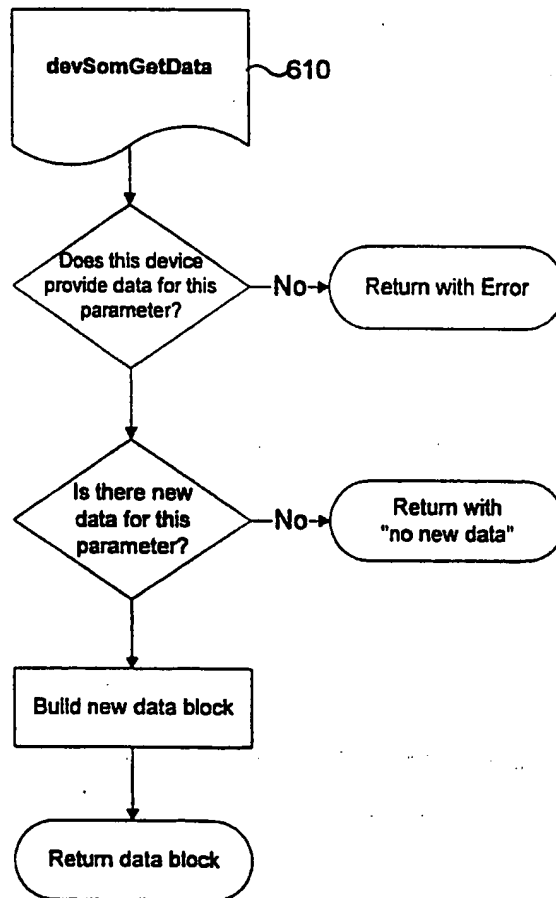 devSomGetData
610
Does this device
provide data for this
parameter?
No
Return with Error
Is there new
data for this
parameter?
No
Return with
"no new data"
Build new data block
Return data block